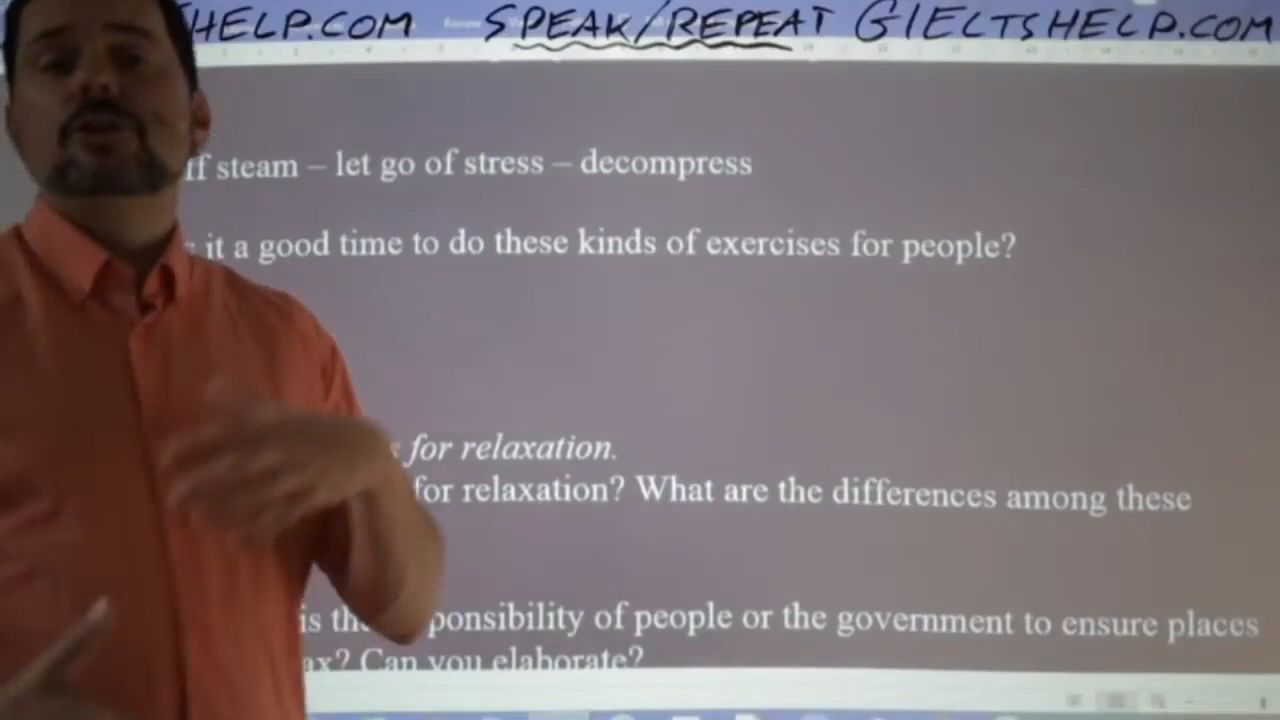 HELP.COM SPEAK/REPEAT GIELTSHELP.COM
ff steam – let go of stress – decompress
it a good time to do these kinds of exercises for people?
for relaxation.
for relaxation? What are the differences among these
is the ponsibility of people or the government to ensure places
ax? Can you elaborate?